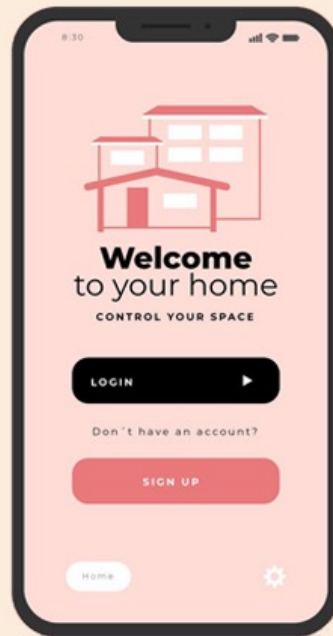 8:30
Welcome
to your home
CONTROL YOUR SPACE
LOGIN
Don´t have an account?
SIGN UP
Home